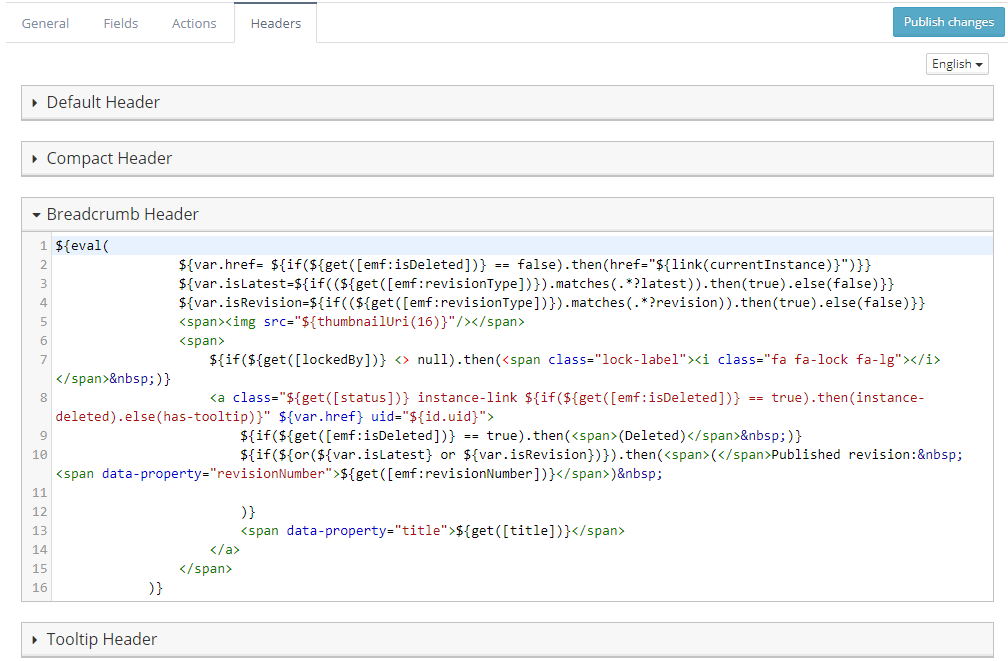 General Fields Actions Headers Publish changes
English
Default Header
Compact Header
Breadcrumb Header
1 ${eval(
2 ${var.href= ${if(${get([emf:isDeleted])} == false).then(href="${link(currentInstance)}")}}
3 ${var.isLatest=${if((${get([emf:revisionType])}).matches(.*?latest)).then(true).else(false)}}
4 ${var.isRevision=${if((${get([emf:revisionType])}).matches(.*?revision)).then(true).else(false)}}
5 <span><img src="${thumbnailUri(16)}"/></span>
6 <span>
7 ${if(${get([lockedBy])} <> null).then(<span class="lock-label"><i class="fa fa-lock fa-lg"></i>
</span>&nbsp;)}
8 <a class="${get([status])} instance-link ${if(${get([emf:isDeleted])} == true).then(instance-
deleted).else(has-tooltip)}" ${var.href} uid="${id.uid}">
9 ${if(${get([emf:isDeleted])} == true).then(<span>(Deleted)</span>&nbsp;)}
10 ${if(${or(${var.isLatest} or ${var.isRevision})}).then(<span>(</span>Published revision:&nbsp;
<span data-property="revisionNumber">${get([emf:revisionNumber])}</span>)&nbsp;
11
12 )}
13 <span data-property="title">${get([title])}</span>
14 </a>
15 </span>
16 )}
Tooltip Header